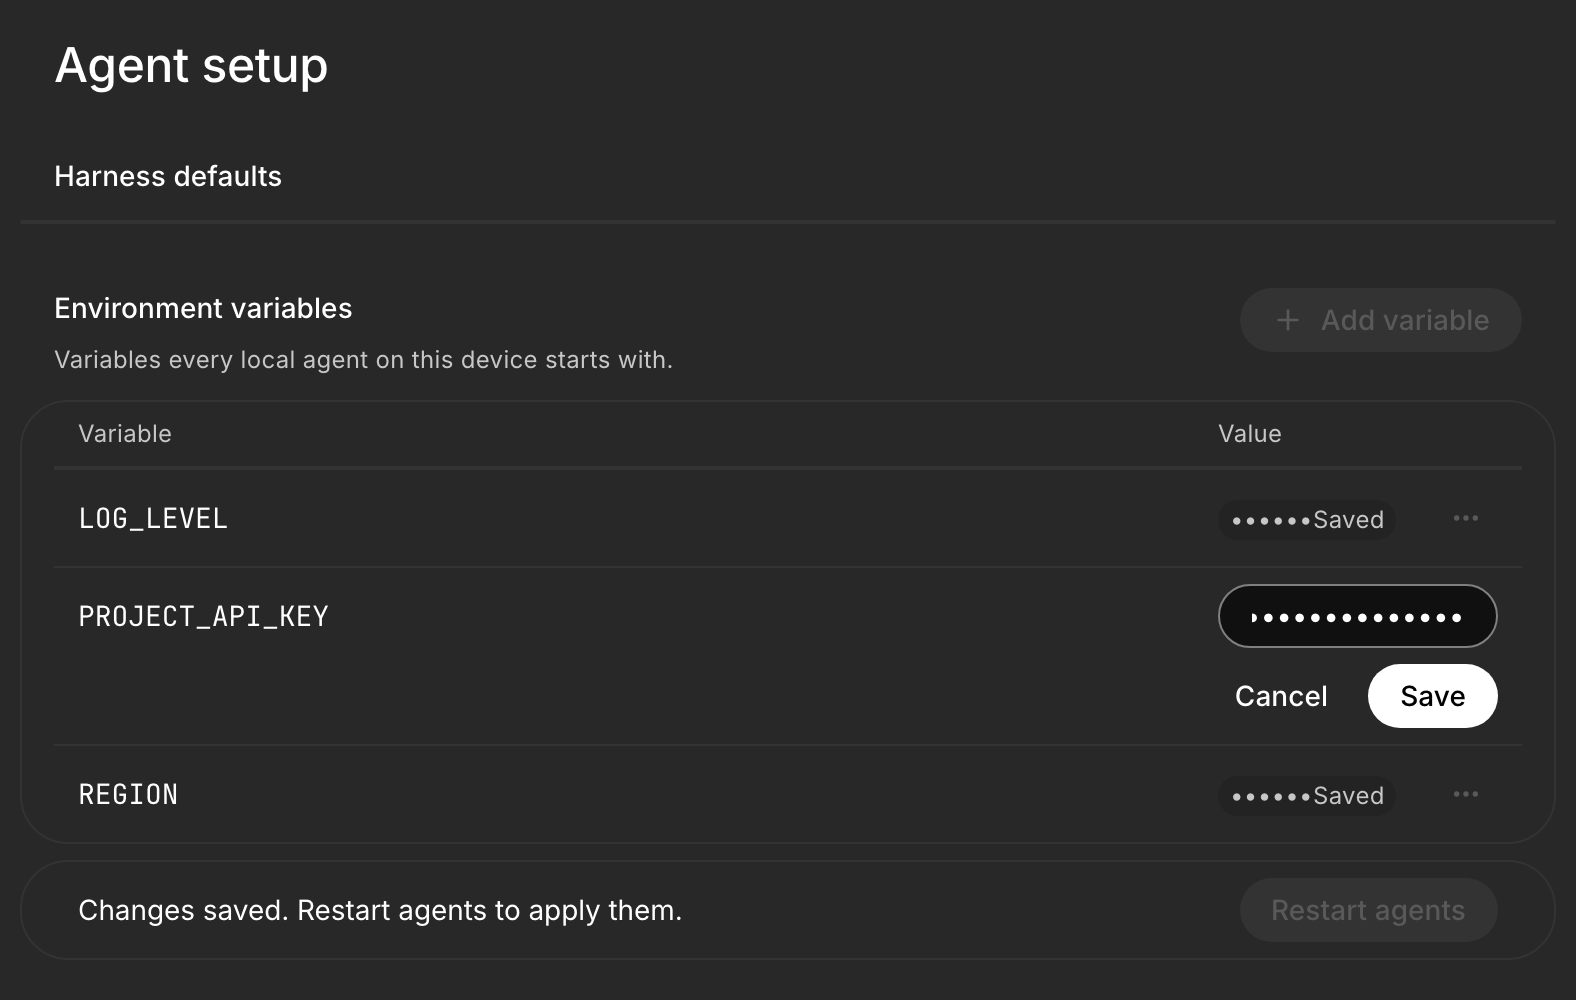 Agent setup
Harness defaults
Environment variables
+ Add variable
Variables every local agent on this device starts with.
Variable Value
LOG_LEVEL ••••••Saved •••
PROJECT_API_KEY ••••••••••••••
Cancel Save
REGION ••••••Saved •••
Changes saved. Restart agents to apply them. Restart agents